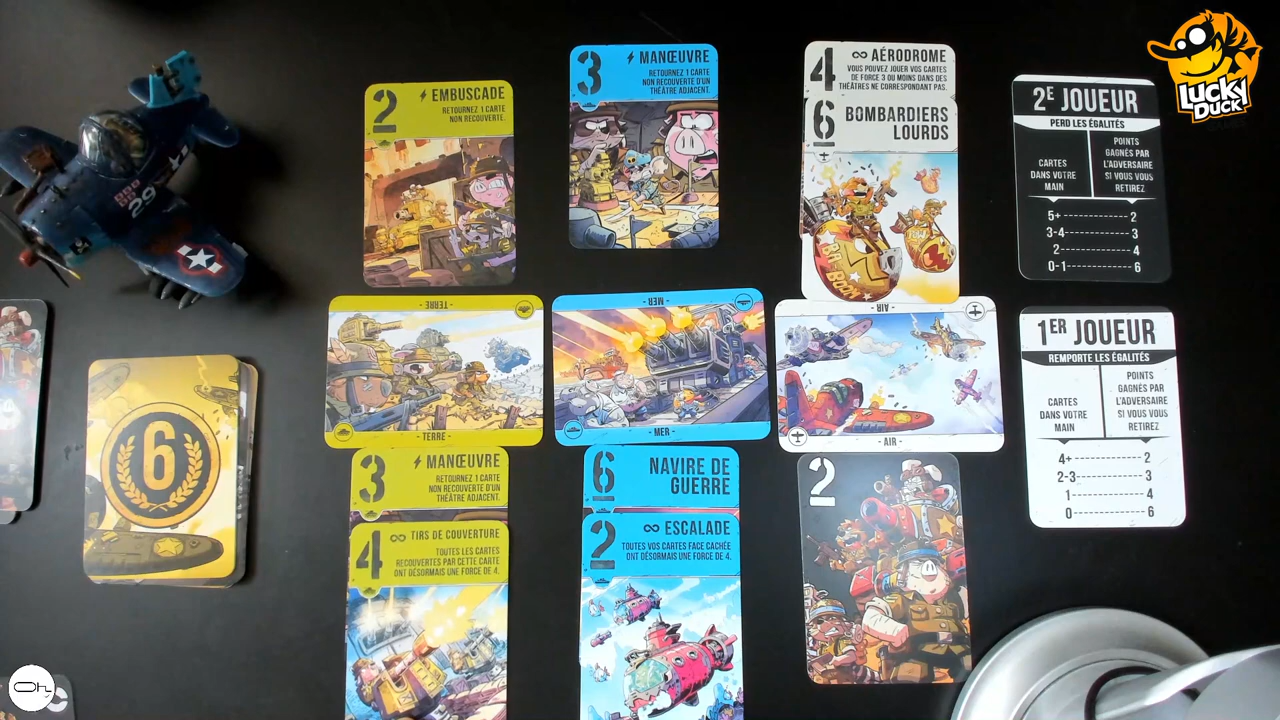 2
EMBUSCADE
RETOURNEZ 1 CARTE
NON RECOUVERTE.
3
MANŒUVRE
RETOURNEZ 1 CARTE
NON RECOUVERTE D'UN
THÉÂTRE ADJACENT.
4
∞ AÉRODROME
VOUS POUVEZ JOUER VOS CARTES
DE FORCE 3 OU MOINS DANS DES
THÉÂTRES NE CORRESPONDANT PAS.
6
BOMBARDIERS
LOURDS
BA-BOOM
2E JOUEUR
PERD LES ÉGALITÉS
CARTES
DANS VOTRE
MAIN
POINTS
GAGNÉS PAR
L'ADVERSAIRE
SI VOUS VOUS
RETIREZ
5+ ------------ 2
3-4 ------------ 3
2 ------------ 4
0-1 ------------ 6
LUCKY
DUCK
29
- TERRE -
- TERRE -
- MER -
- MER -
- AIR -
- AIR -
1ER JOUEUR
REMPORTE LES ÉGALITÉS
CARTES
DANS VOTRE
MAIN
POINTS
GAGNÉS PAR
L'ADVERSAIRE
SI VOUS VOUS
RETIREZ
4+ ------------ 2
2-3 ------------ 3
1 ------------ 4
0 ------------ 6
6
3
MANŒUVRE
RETOURNEZ 1 CARTE
NON RECOUVERTE D'UN
THÉÂTRE ADJACENT.
4
∞ TIRS DE COUVERTURE
TOUTES LES CARTES
RECOUVERTES PAR CETTE CARTE
ONT DÉSORMAIS UNE FORCE DE 4.
6
NAVIRE DE
GUERRE
2
∞ ESCALADE
TOUTES VOS CARTES FACE CACHÉE
ONT DÉSORMAIS UNE FORCE DE 4.
2
Oh